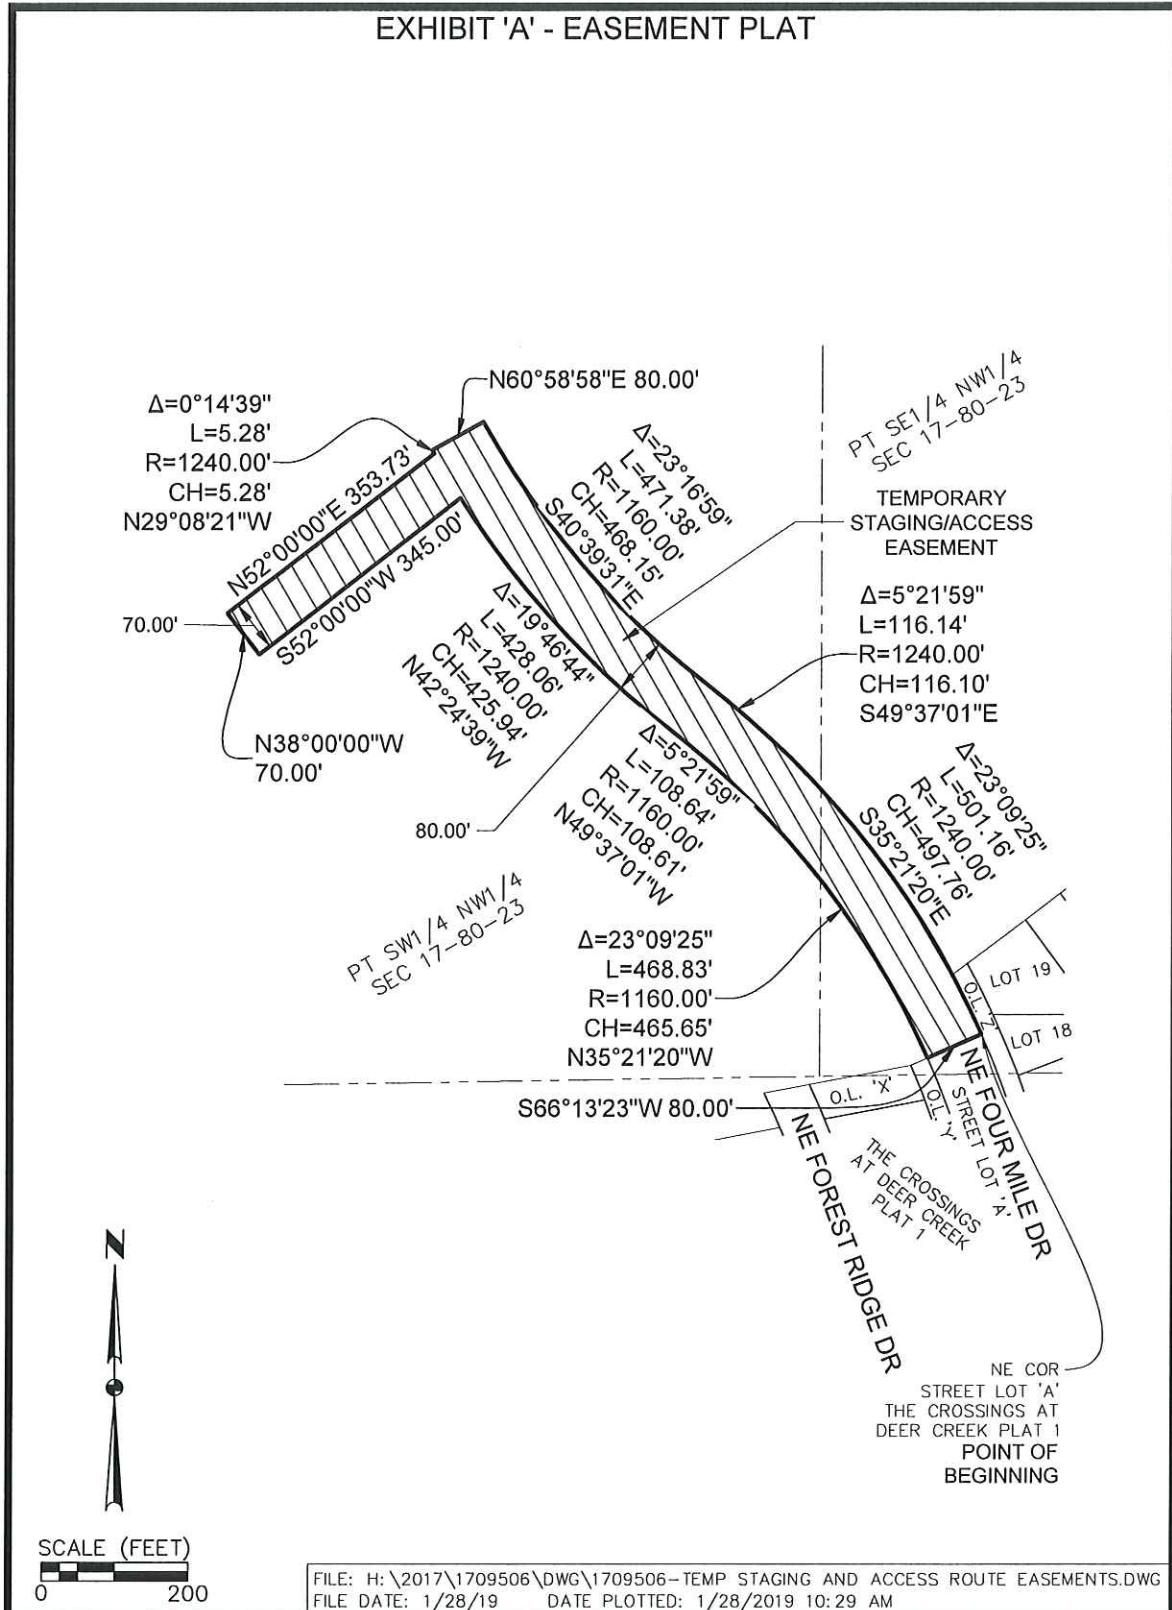 EXHIBIT 'A' - EASEMENT PLAT
N60°58'58"E 80.00'
Δ=0°14'39"
L=5.28'
R=1240.00'
CH=5.28'
N29°08'21"W
PT SE1/4 NW1/4
SEC 17-80-23
Δ=23°16'59"
L=471.38'
R=1160.00'
CH=468.15'
S40°39'31"E
TEMPORARY
STAGING/ACCESS
EASEMENT
N52°00'00"E 353.73'
S52°00'00"W 345.00'
70.00'
N38°00'00"W
70.00'
Δ=19°46'44"
L=428.06'
R=1240.00'
CH=425.94'
N42°24'39"W
Δ=5°21'59"
L=116.14'
R=1240.00'
CH=116.10'
S49°37'01"E
80.00'
Δ=5°21'59"
L=108.64'
R=1160.00'
CH=108.61'
N49°37'01"W
Δ=23°09'25"
L=501.16'
R=1240.00'
CH=497.76'
S35°21'20"E
PT SW1/4 NW1/4
SEC 17-80-23
Δ=23°09'25"
L=468.83'
R=1160.00'
CH=465.65'
N35°21'20"W
LOT 19
O.L. 'Z'
LOT 18
S66°13'23"W 80.00'
O.L. 'X'
O.L. 'Y'
NE FOUR MILE DR
STREET LOT 'A'
NE FOREST RIDGE DR
THE CROSSINGS
AT DEER CREEK
PLAT 1
NE COR
STREET LOT 'A'
THE CROSSINGS AT
DEER CREEK PLAT 1
POINT OF
BEGINNING
N
SCALE (FEET)
0 200
FILE: H:\2017\1709506\DWG\1709506-TEMP STAGING AND ACCESS ROUTE EASEMENTS.DWG
FILE DATE: 1/28/19 DATE PLOTTED: 1/28/2019 10:29 AM